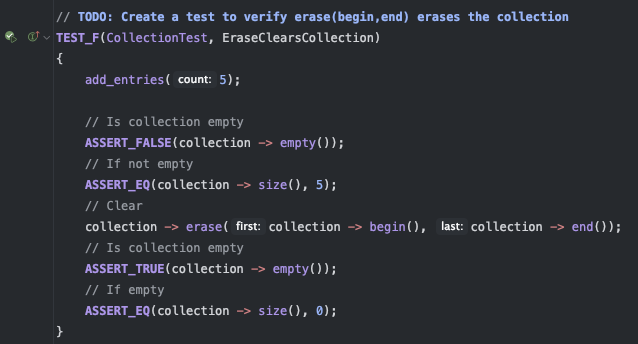 // TODO: Create a test to verify erase(begin,end) erases the collection
TEST_F(CollectionTest, EraseClearsCollection)
{
add_entries( count: 5);
// Is collection empty
ASSERT_FALSE(collection -> empty());
// If not empty
ASSERT_EQ(collection -> size(), 5);
// Clear
collection -> erase( first: collection -> begin(), last: collection -> end());
// Is collection empty
ASSERT_TRUE(collection -> empty());
// If empty
ASSERT_EQ(collection -> size(), 0);
}